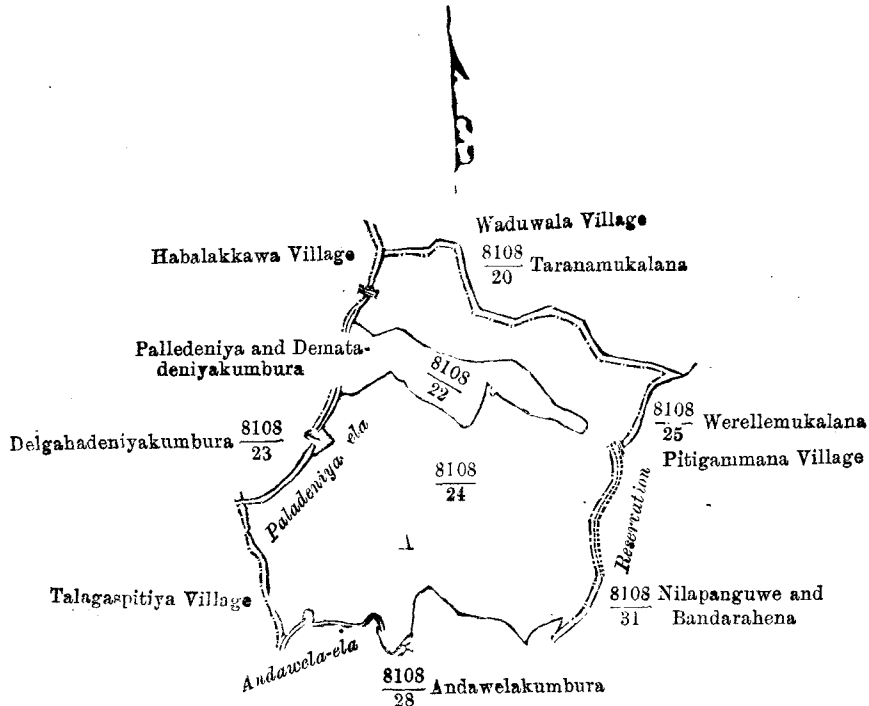 Waduwala Village
Habalakkawa Village
8108
20 Taranamukalana
Palledeniya and Demata-
deniyakumbura
8108
22
8108
25 Werellemukalana
Pitigammana Village
Delgahadeniyakumbura 8108
23
Paladeniya ela
8108
24
Reservation
Talagaspitiya Village
8108
31 Nilapanguwe and
Bandarahena
Andawela-ela
8108
28 Andawelakumbura